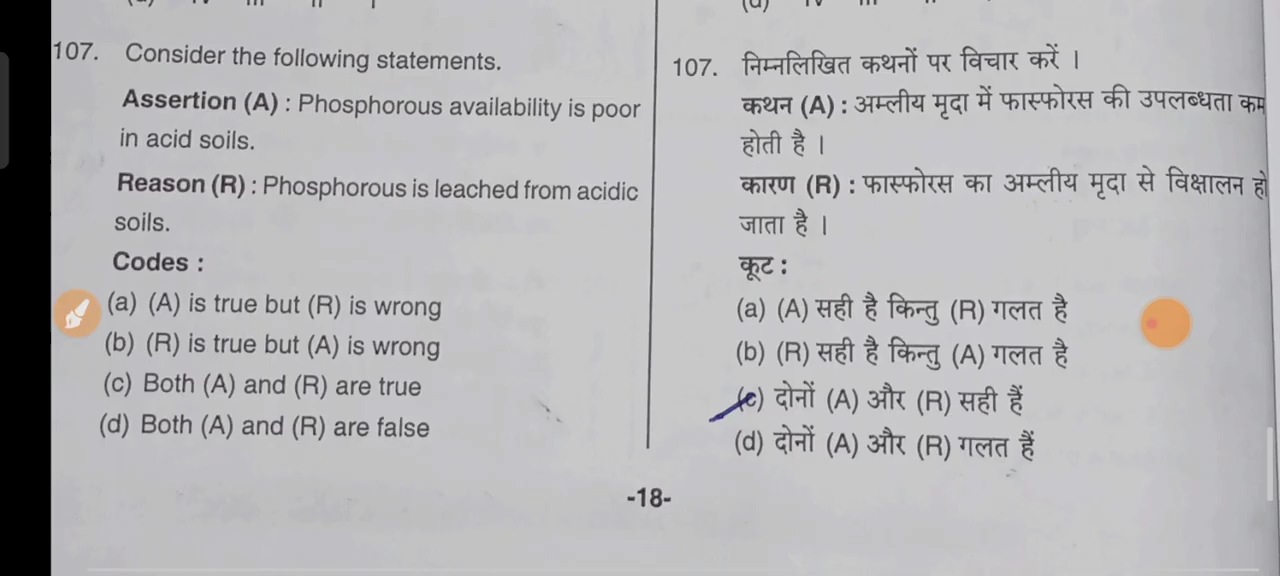 107. Consider the following statements.
Assertion (A) : Phosphorous availability is poor
in acid soils.
Reason (R) : Phosphorous is leached from acidic
soils.
Codes :
(a) (A) is true but (R) is wrong
(b) (R) is true but (A) is wrong
(c) Both (A) and (R) are true
(d) Both (A) and (R) are false
107. निम्नलिखित कथनों पर विचार करें ।
कथन (A) : अम्लीय मृदा में फास्फोरस की उपलब्धता कम
होती है ।
कारण (R) : फास्फोरस का अम्लीय मृदा से विक्षालन हो
जाता है ।
कूट :
(a) (A) सही है किन्तु (R) गलत है
(b) (R) सही है किन्तु (A) गलत है
(c) दोनों (A) और (R) सही हैं
(d) दोनों (A) और (R) गलत हैं
-18-